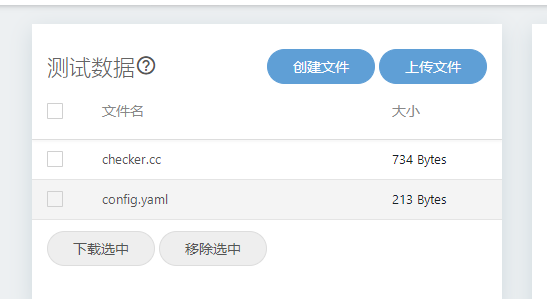 测试数据?
创建文件 上传文件
文件名 大小
checker.cc 734 Bytes
config.yaml 213 Bytes
下载选中 移除选中